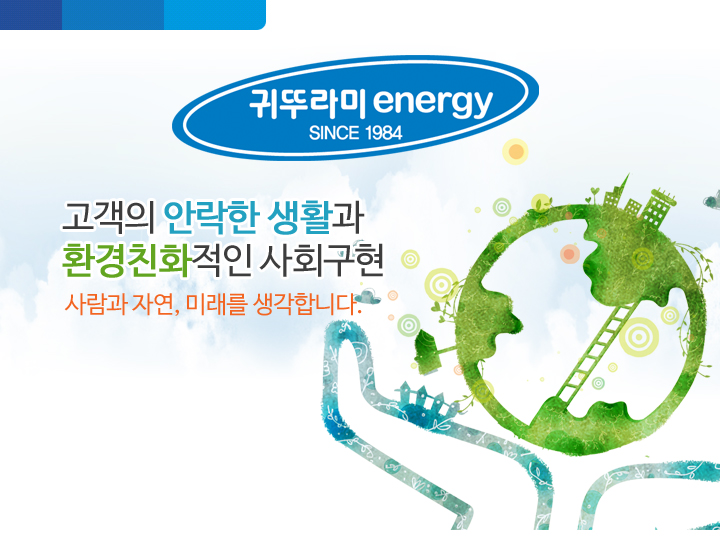 귀뚜라미 energy
SINCE 1984
고객의 안락한 생활과
환경친화적인 사회구현
사람과 자연, 미래를 생각합니다.